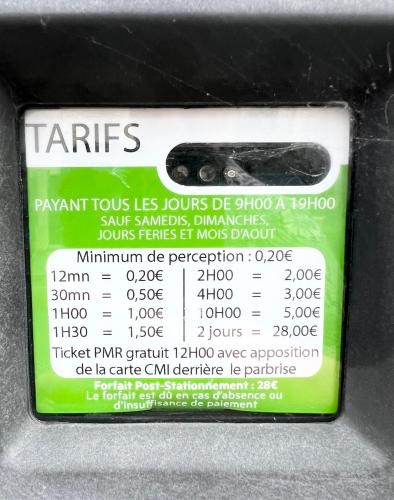 TARIFS
PAYANT TOUS LES JOURS DE 9H00 A 19H00
SAUF SAMEDIS, DIMANCHES,
JOURS FERIES ET MOIS D'AOUT
Minimum de perception : 0,20€
12mn = 0,20€ 2H00 = 2,00€
30mn = 0,50€ 4H00 = 3,00€
1H00 = 1,00€ 10H00 = 5,00€
1H30 = 1,50€ 2 jours = 28,00€
Ticket PMR gratuit 12H00 avec apposition
de la carte CMI derrière le parbrise
Forfait Post-Stationnement : 28€
Le forfait est dû en cas d'absence ou
d'insuffisance de paiement